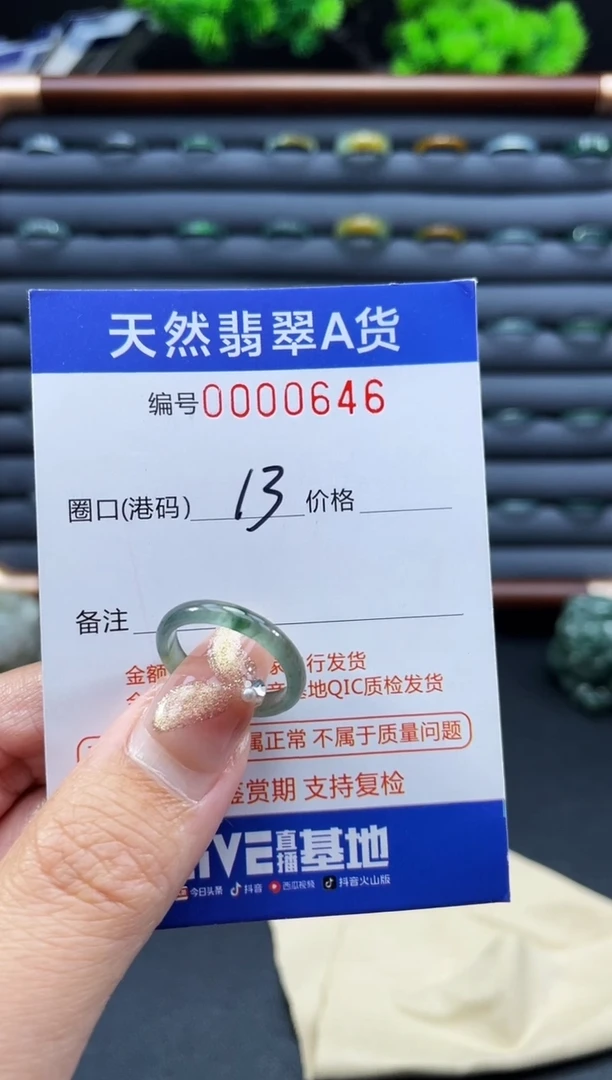 天然翡翠A货
编号0000646
圈口(港码) 13 价格
备注
金额 行发货
基地QIC质检发货
属正常 不属于质量问题
鉴赏期 支持复检
直播基地
今日头条 抖音 西瓜视频 抖音火山版